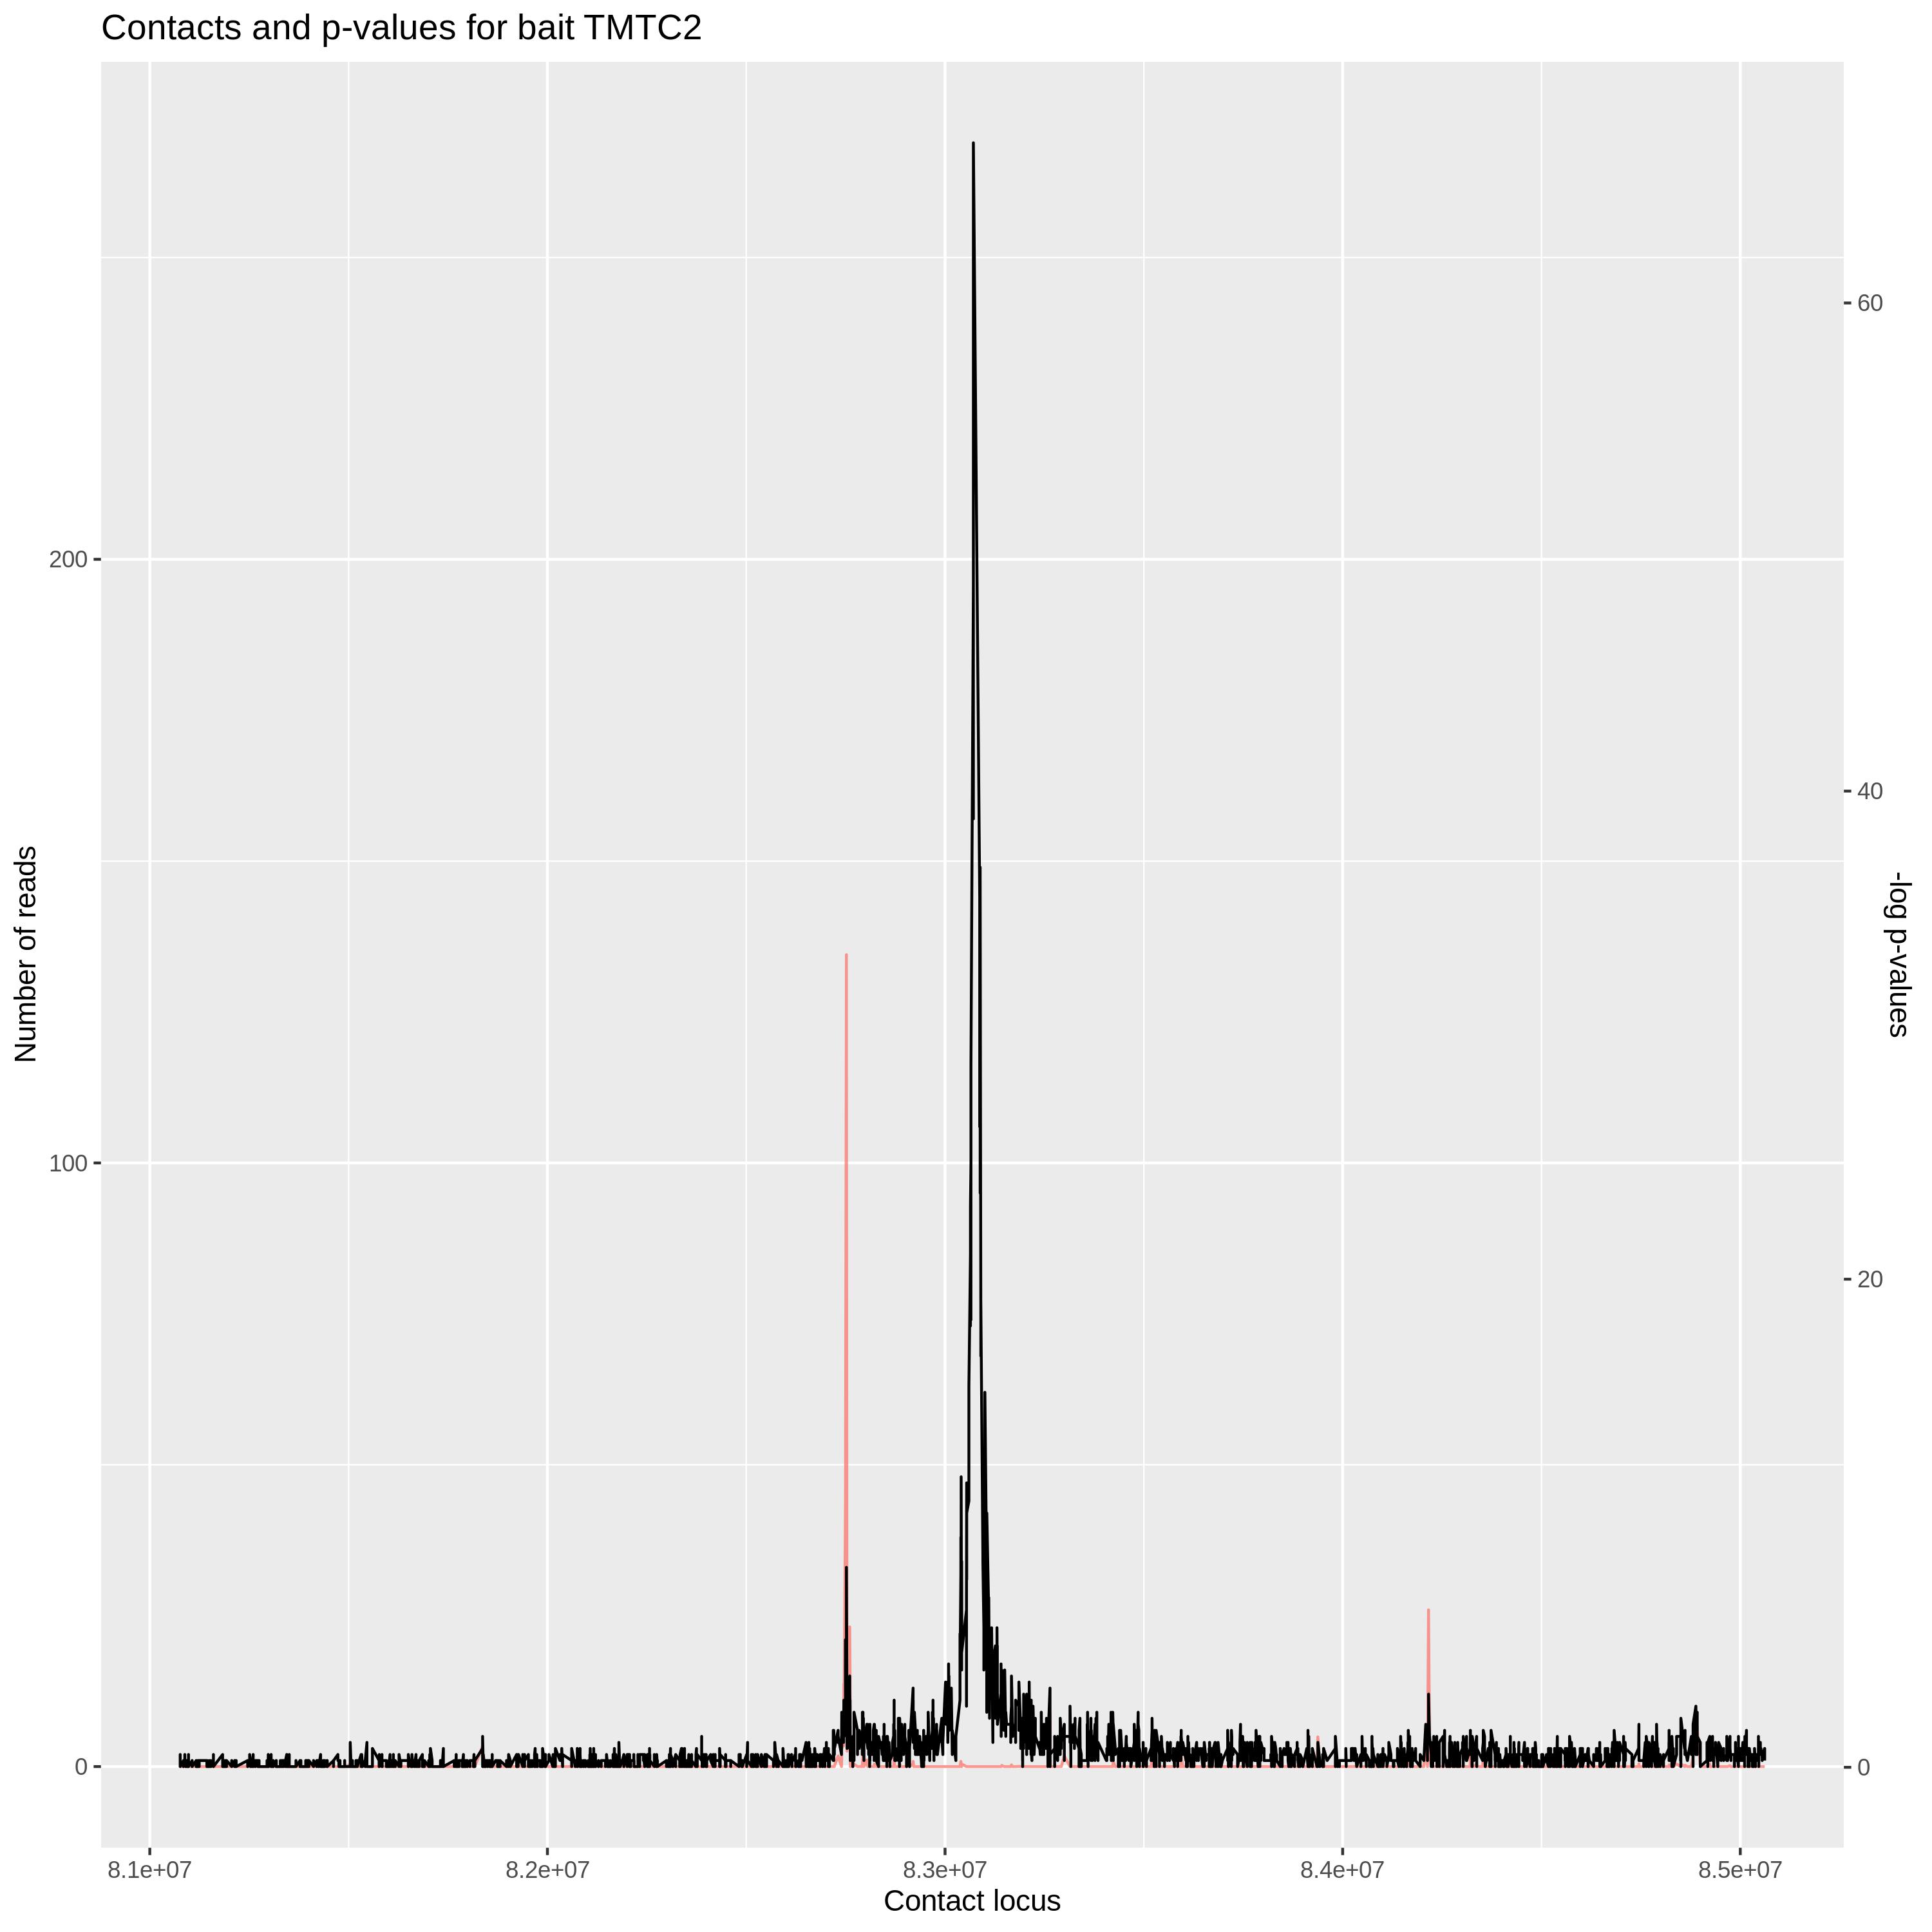 Contacts and p-values for bait TMTC2
Number of reads
200
100
0
60
40
20
0
-log p-values
8.1e+07 8.2e+07 8.3e+07 8.4e+07 8.5e+07
Contact locus